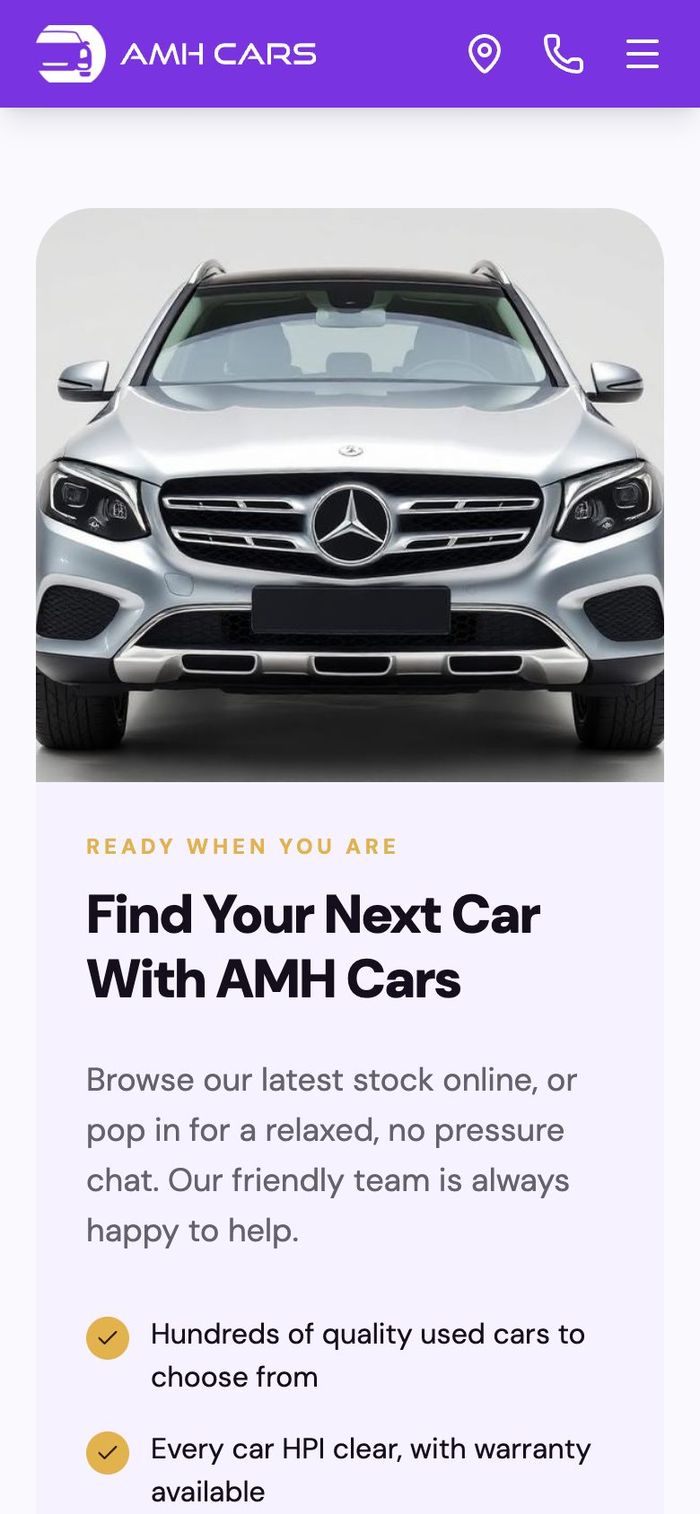 AMH CARS
READY WHEN YOU ARE
Find Your Next Car
With AMH Cars
Browse our latest stock online, or
pop in for a relaxed, no pressure
chat. Our friendly team is always
happy to help.
Hundreds of quality used cars to
choose from
Every car HPI clear, with warranty
available